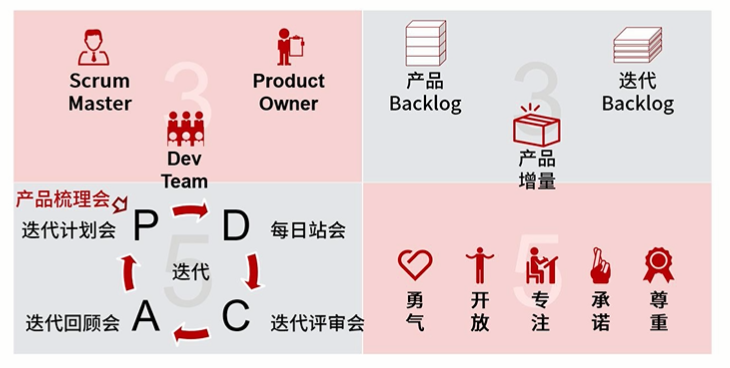 3
Scrum
Master
Product
Owner
Dev
Team
3
产品
Backlog
迭代
Backlog
产品
增量
5
产品梳理会
迭代计划会
P
D
每日站会
迭代
迭代回顾会
A
C
迭代评审会
5
勇
气
开
放
专
注
承
诺
尊
重